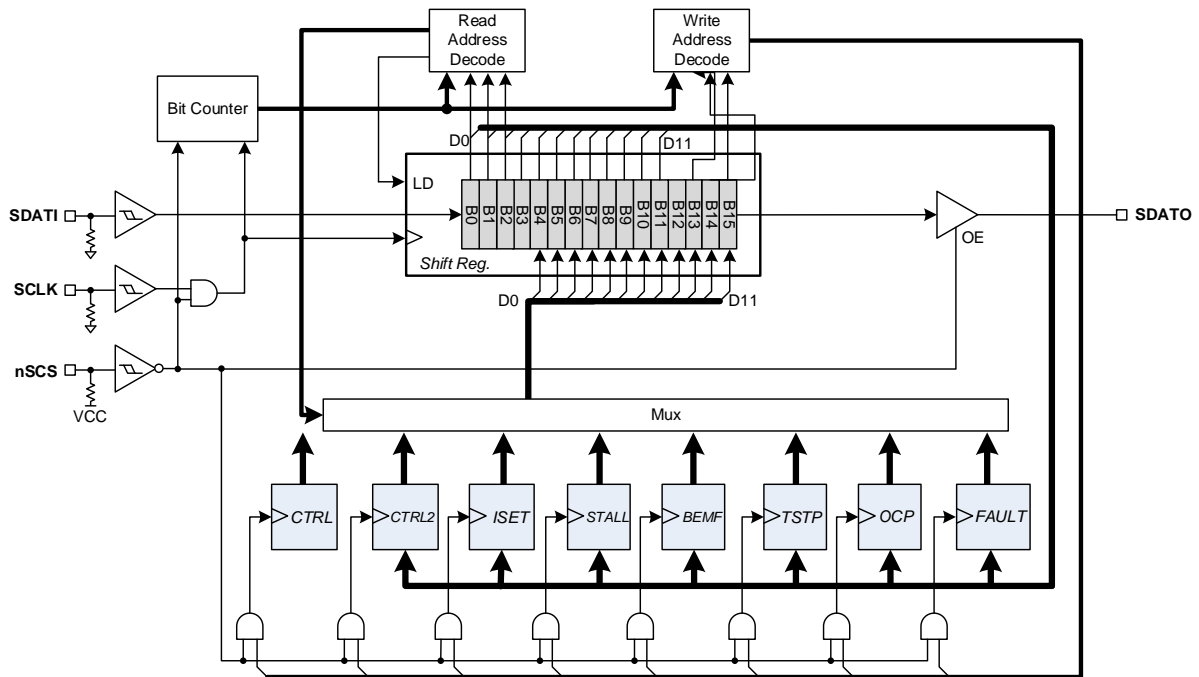 Read
Address
Decode
Write
Address
Decode
Bit Counter
D0
D11
LD
SDATI
B0
B1
B2
B3
B4
B5
B6
B7
B8
B9
B10
B11
B12
B13
B14
B15
SDATO
OE
Shift Reg.
SCLK
D0
D11
nSCS
VCC
Mux
CTRL
CTRL2
ISET
STALL
BEMF
TSTP
OCP
FAULT